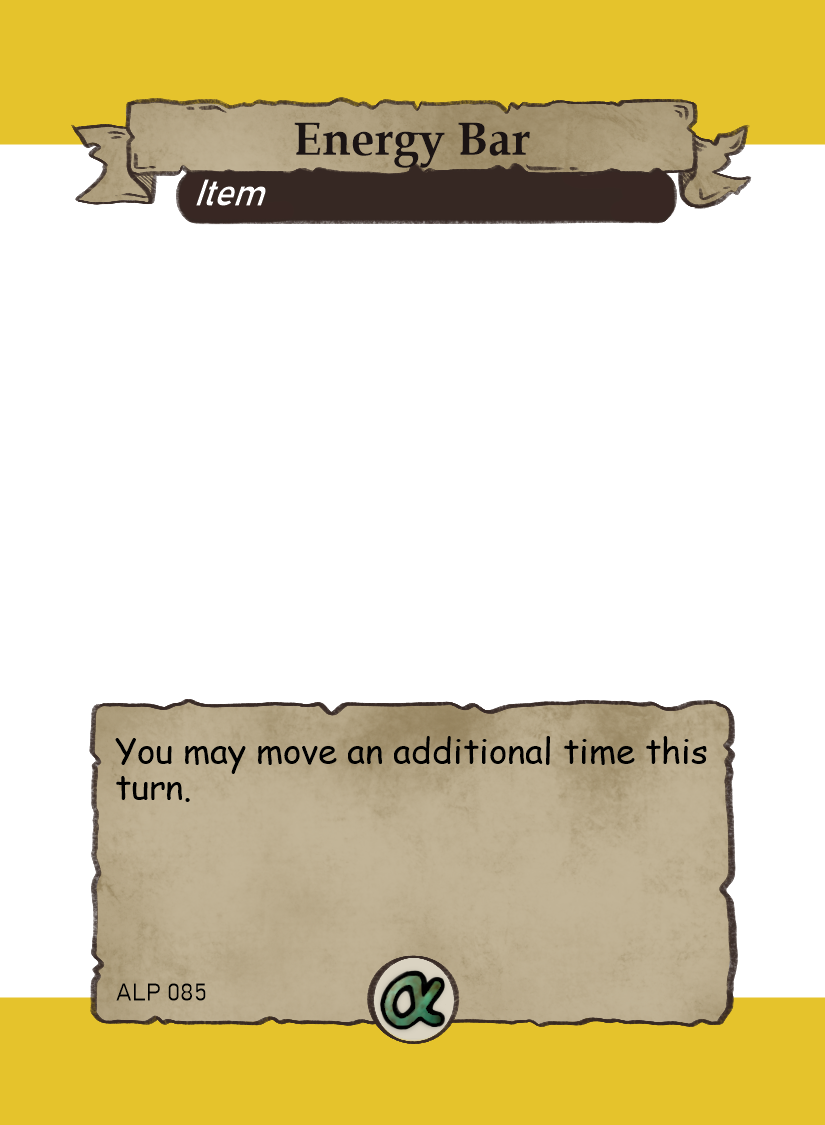 Energy Bar
Item
You may move an additional time this
turn.
ALP 085
α